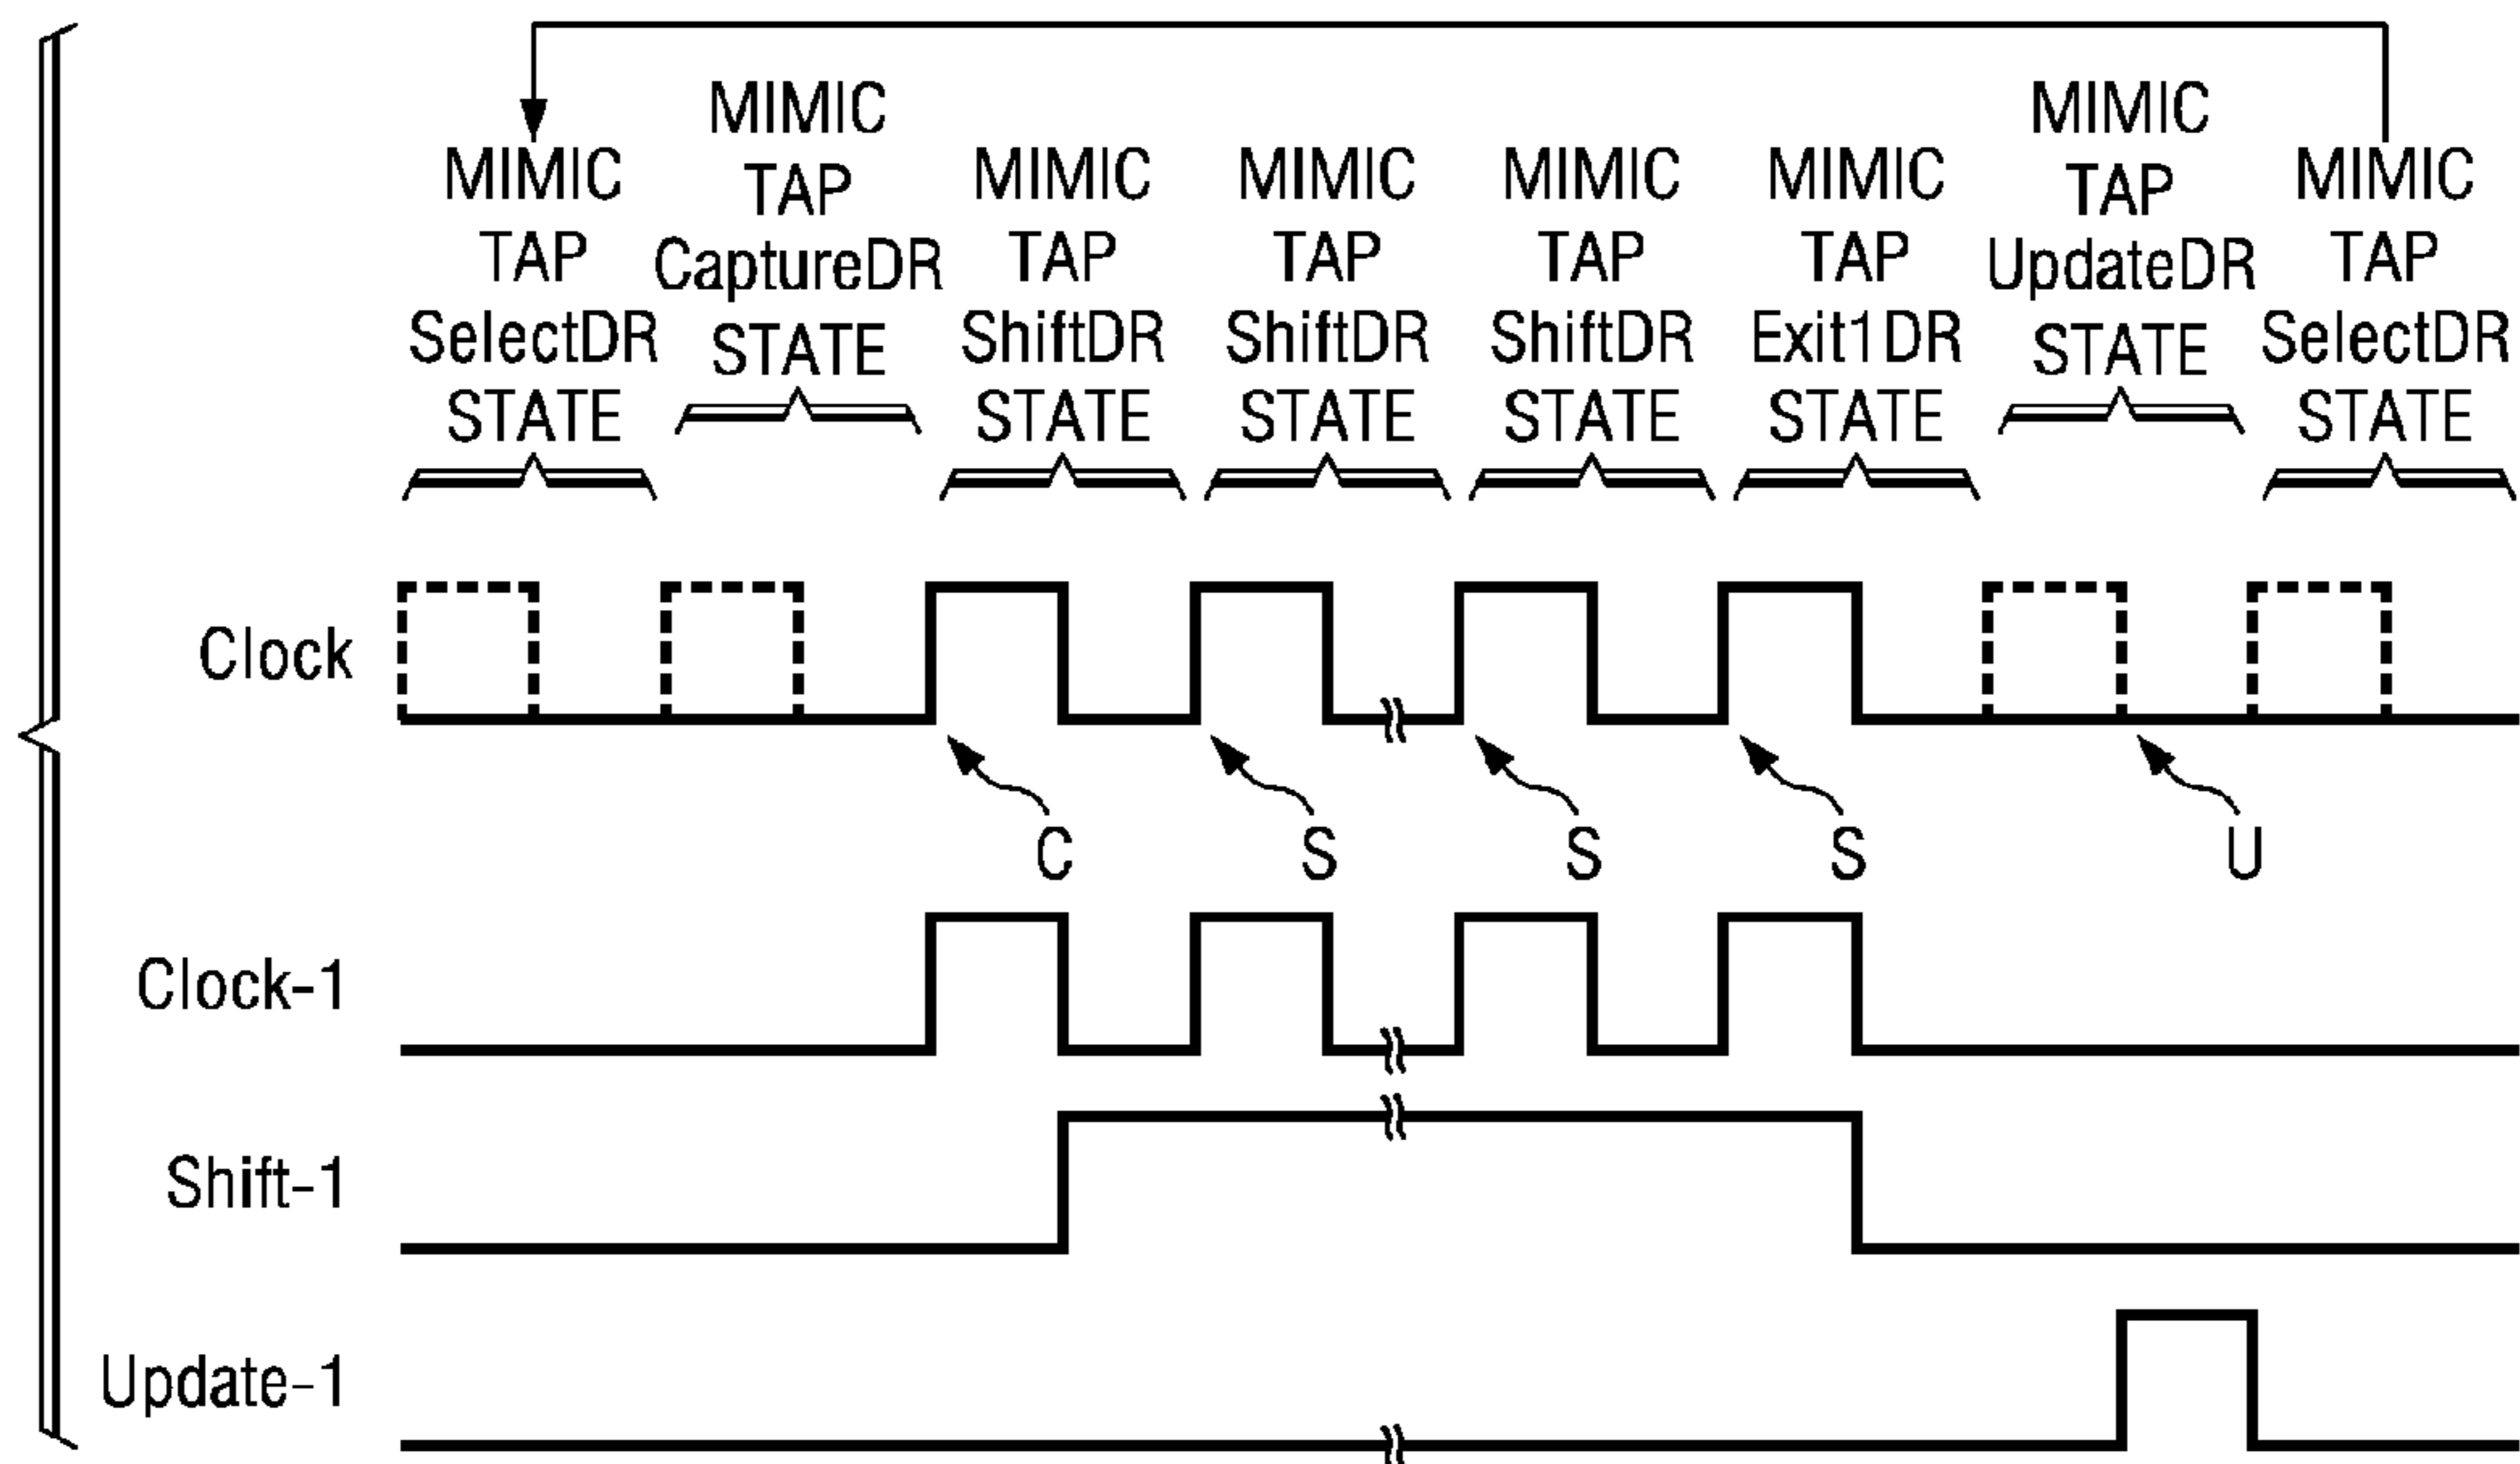 MIMIC
TAP
SelectDR
STATE
MIMIC
TAP
CaptureDR
STATE
MIMIC
TAP
ShiftDR
STATE
MIMIC
TAP
ShiftDR
STATE
MIMIC
TAP
ShiftDR
STATE
MIMIC
TAP
Exit1DR
STATE
MIMIC
TAP
UpdateDR
STATE
MIMIC
TAP
SelectDR
STATE
Clock
C
S
S
S
U
Clock-1
Shift-1
Update-1